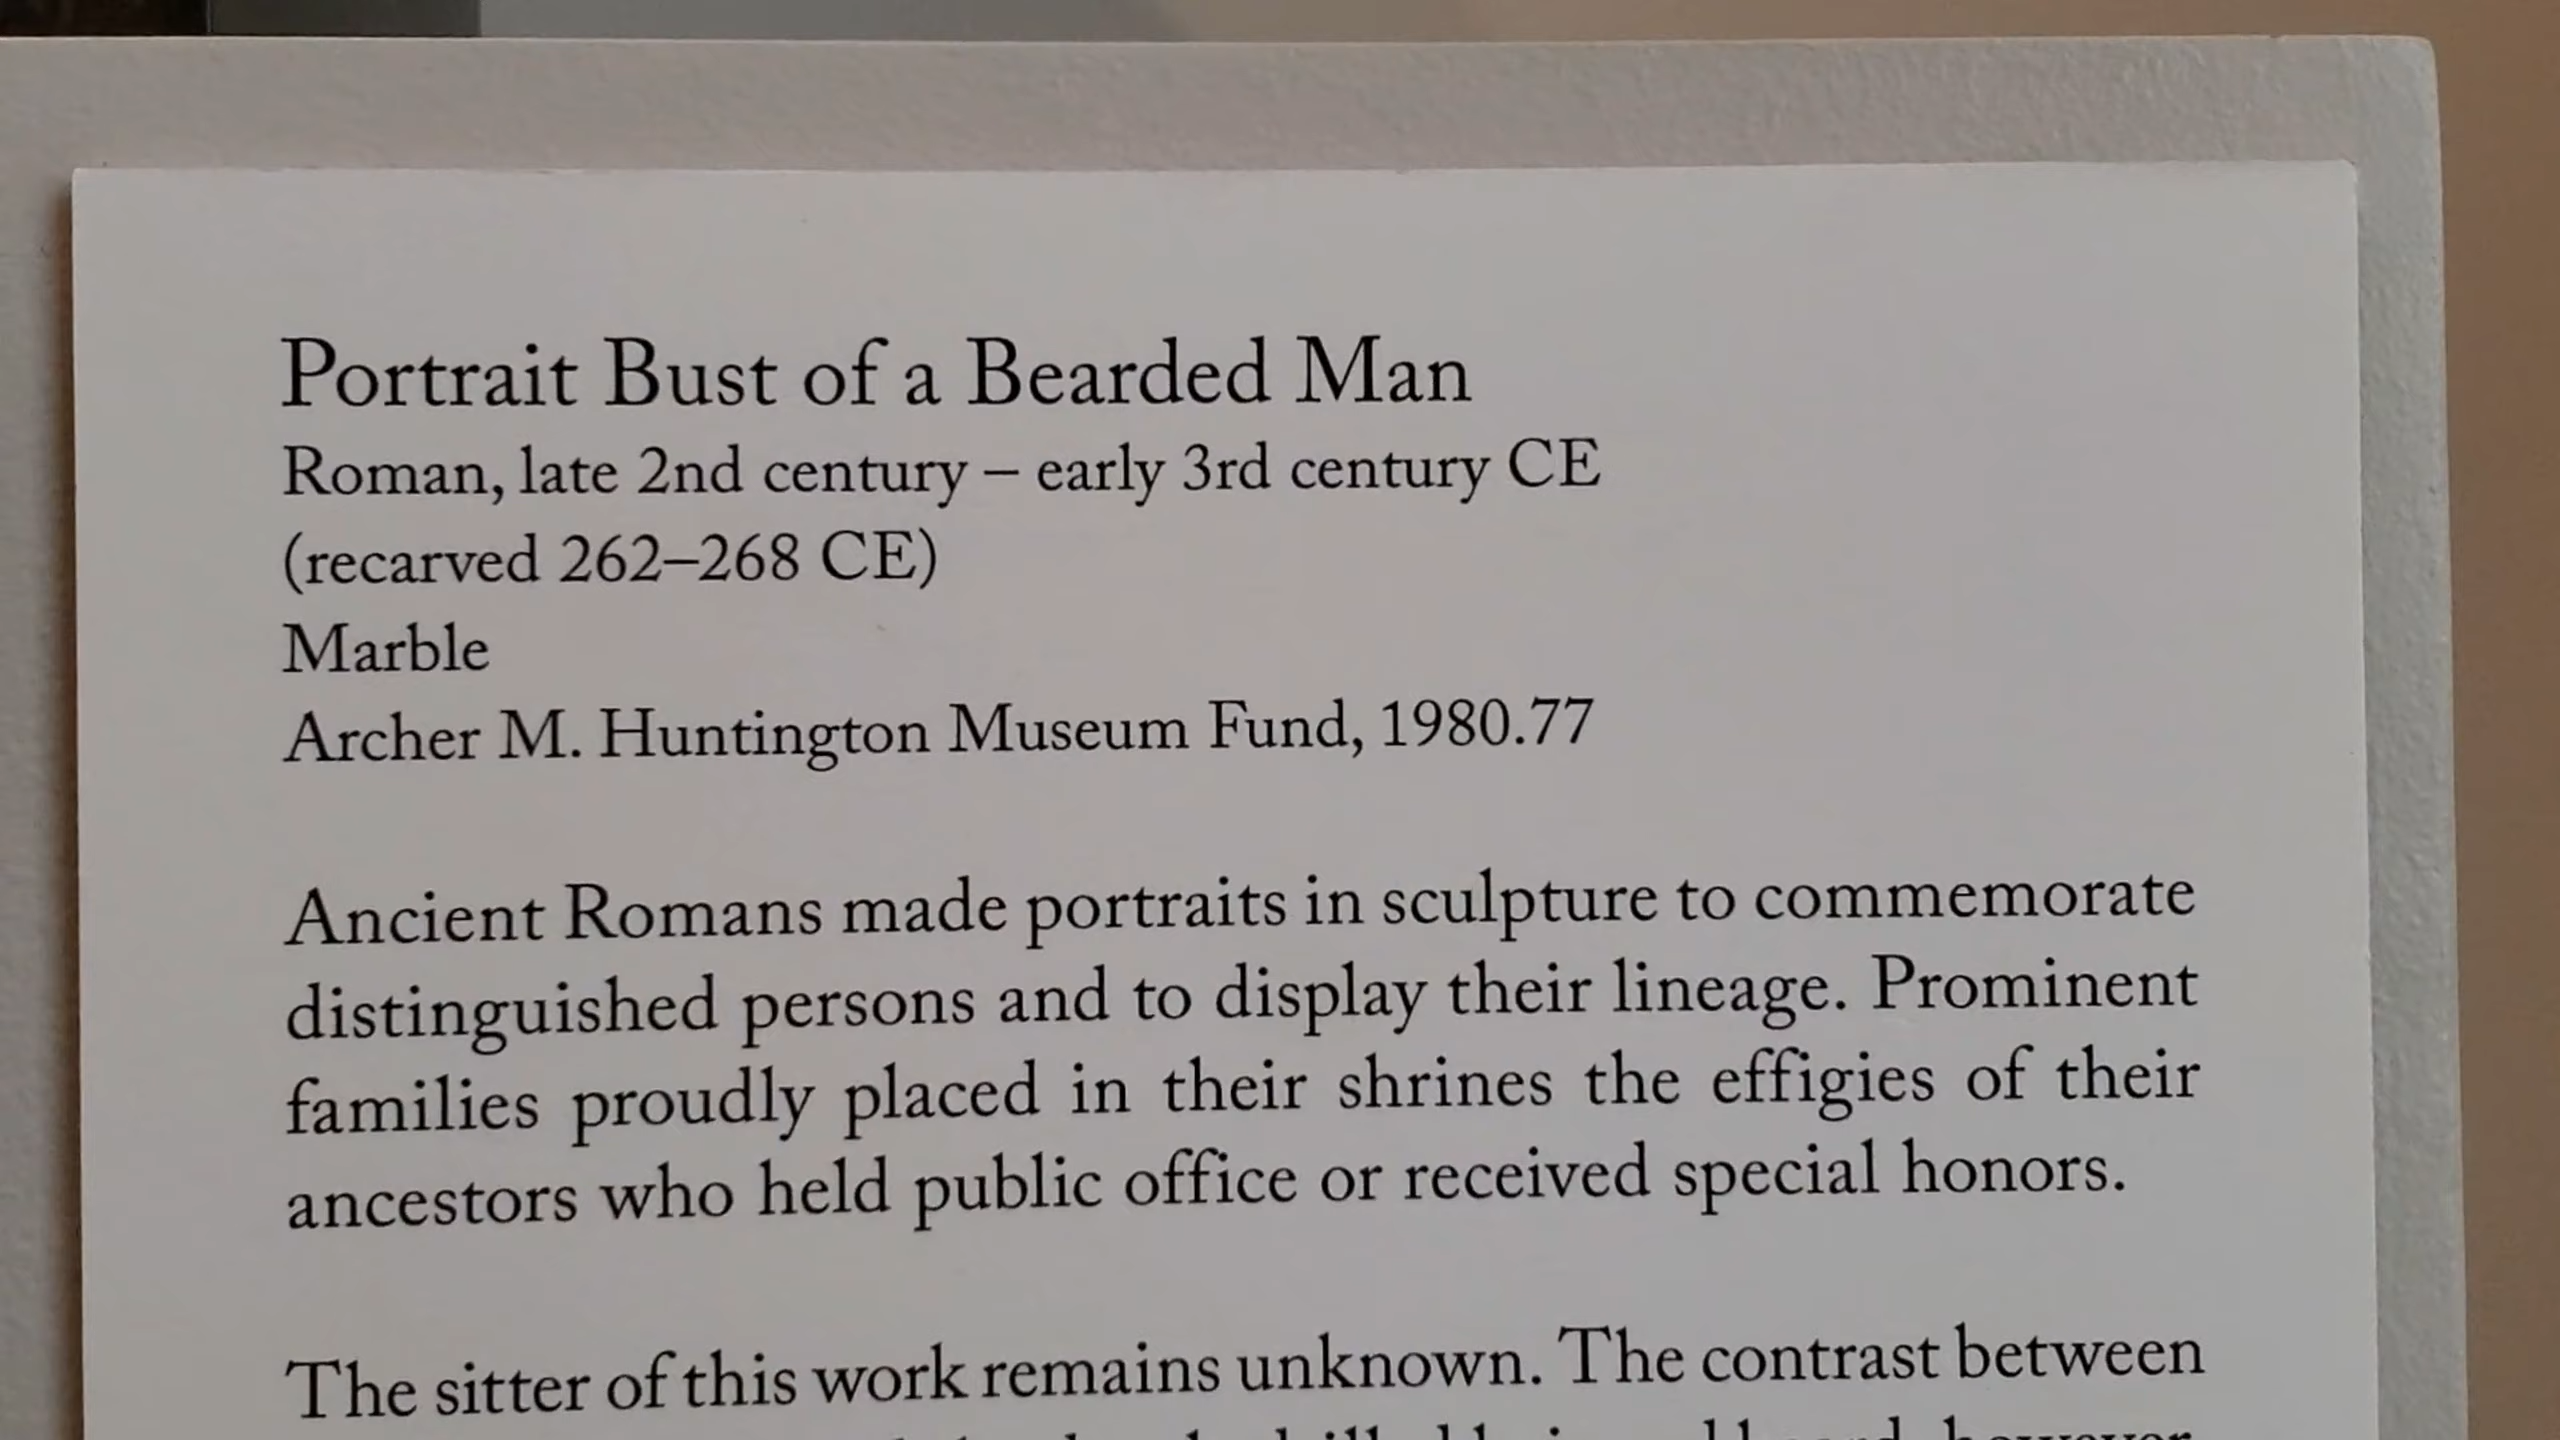 Portrait Bust of a Bearded Man
Roman, late 2nd century – early 3rd century CE
(recarved 262–268 CE)
Marble
Archer M. Huntington Museum Fund, 1980.77
Ancient Romans made portraits in sculpture to commemorate
distinguished persons and to display their lineage. Prominent
families proudly placed in their shrines the effigies of their
ancestors who held public office or received special honors.
The sitter of this work remains unknown. The contrast between